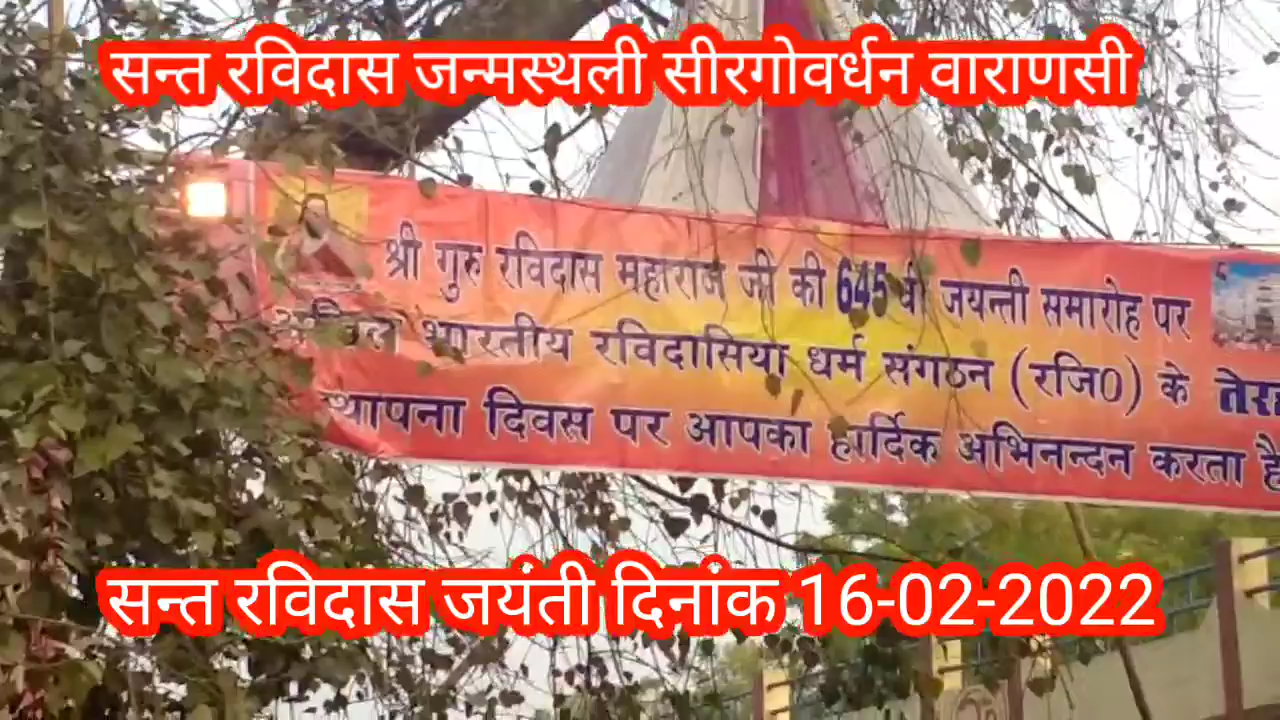 सन्त रविदास जन्मस्थली सीरगोवर्धन वाराणसी
श्री गुरु रविदास महाराज जी की 645 वीं जयन्ती समारोह पर
भारतीय रविदासिया धर्म संगठन (रजि0) के
दिवस पर आपका हार्दिक अभिनन्दन करता है
सन्त रविदास जयंती दिनांक 16-02-2022